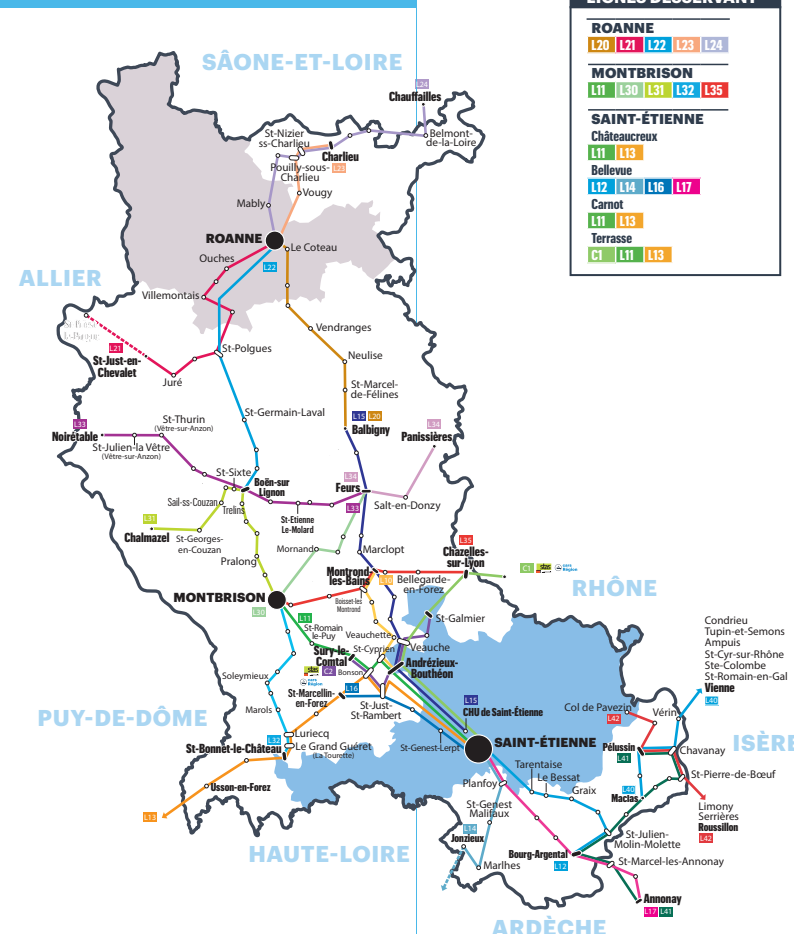 LIGNES DESSERVANT
ROANNE
L20 L21 L22 L23 L24
MONTBRISON
L11 L30 L31 L32 L35
SAINT-ÉTIENNE
Châteaucreux
L11 L13
Bellevue
L12 L14 L16 L17
Carnot
L11 L13
Terrasse
C1 L11 L13
SÂONE-ET-LOIRE
L24
Chauffailles
St-Nizier
ss-Charlieu
Charlieu
L23
Belmont-
de-la-Loire
Pouilly-sous-
Charlieu
Vougy
Mably
ROANNE
Le Coteau
Ouches
L22
ALLIER
Villemontais
Vendranges
L21
St-Just-en-
Chevalet
St-Polgues
Neulise
Juré
St-Marcel-
de-Félines
L33
Noirétable
St-Thurin
(Vêtre-sur-Anzon)
St-Julien-la Vêtre
(Vêtre-sur-Anzon)
St-Germain-Laval
L15 L20
Balbigny
L34
Panissières
St-Sixte
Boën-sur
Lignon
L34
Feurs
L33
Sail-ss-Couzan
Trelins
St-Etienne
Le-Molard
Salt-en-Donzy
L31
Chalmazel
St-Georges-
en-Couzan
Pralong
Mornand
Marclopt
L35
Chazelles-
sur-Lyon
C1
Montrond-
les-Bains
L10
Bellegarde-
en-Forez
RHÔNE
MONTBRISON
L30
Boisset-les
Montrond
L11
St-Romain
le-Puy
Veauchette
St-Galmier
Sury-le-
Comtal
St-Cyprien
Veauche
C2
Bonson
Andrézieux-
Bouthéon
Soleymieux
St-Marcellin-
en-Forez
L16
St-Just-
St-Rambert
L15
CHU de Saint-Étienne
Marols
PUY-DE-DÔME
L32
Luriecq
St-Bonnet-le-Château
Le Grand Guéret
(La Tourette)
St-Genest-Lerpt
SAINT-ÉTIENNE
Usson-en-Forez
L13
HAUTE-LOIRE
Planfoy
Tarentaise
Le Bessat
Graix
St-Genest
Malifaux
L14
Jonzieux
Marlhes
Bourg-Argental
L12
Condrieu
Tupin-et-Semons
Ampuis
St-Cyr-sur-Rhône
Ste-Colombe
St-Romain-en-Gal
Vienne
L40
Col de Pavezin
L42
Vérin
Pélussin
L41
Chavanay
ISÈRE
St-Pierre-de-Bœuf
L40
Maclas
Limony
Serrières
Roussillon
L42
St-Julien-
Molin-Molette
St-Marcel-les-Annonay
Annonay
L17 L41
ARDÈCHE